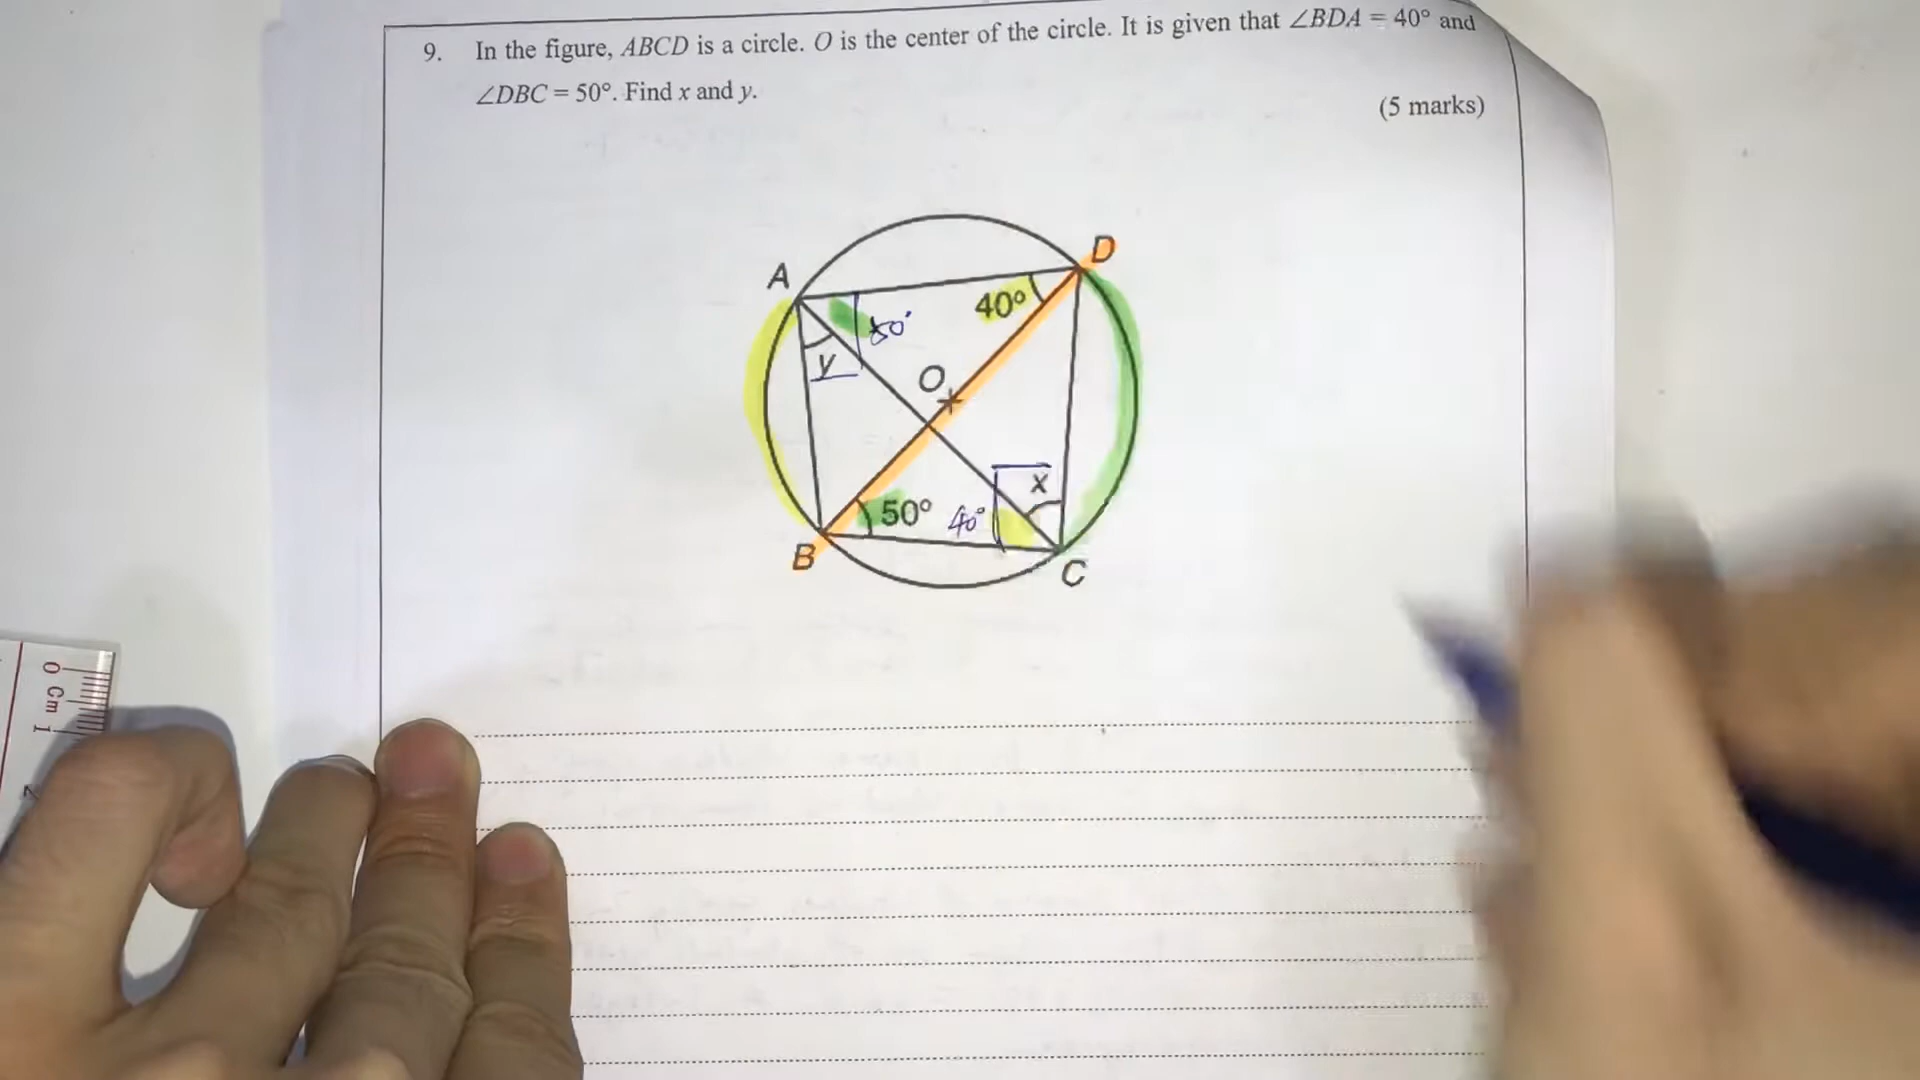 9. In the figure, ABCD is a circle. O is the center of the circle. It is given that ∠BDA = 40° and
∠DBC = 50°. Find x and y.
(5 marks)
D
A
40°
50°
y
O
x
50° 40°
B
C
0 Cm 1
2